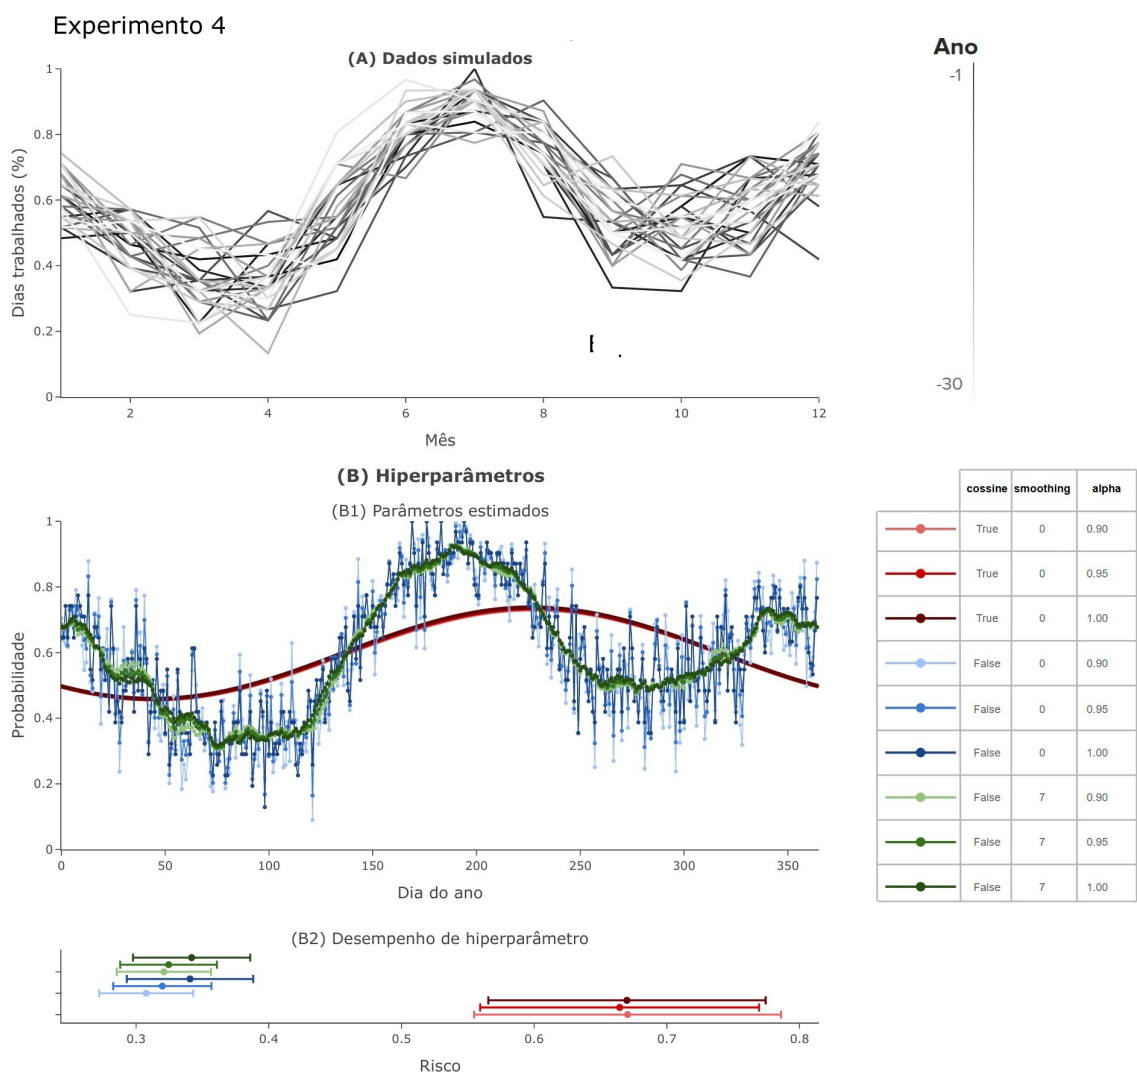 Experimento 4
(A) Dados simulados
Ano
-1
-30
Dias trabalhados (%)
1
0.8
0.6
0.4
0.2
0
2
4
6
8
10
12
Mês
(B) Hiperparâmetros
(B1) Parâmetros estimados
Probabilidade
1
0.8
0.6
0.4
0.2
0
0
50
100
150
200
250
300
350
Dia do ano
cossine smoothing alpha
True 0 0.90
True 0 0.95
True 0 1.00
False 0 0.90
False 0 0.95
False 0 1.00
False 7 0.90
False 7 0.95
False 7 1.00
(B2) Desempenho de hiperparâmetro
0.3
0.4
0.5
0.6
0.7
0.8
Risco